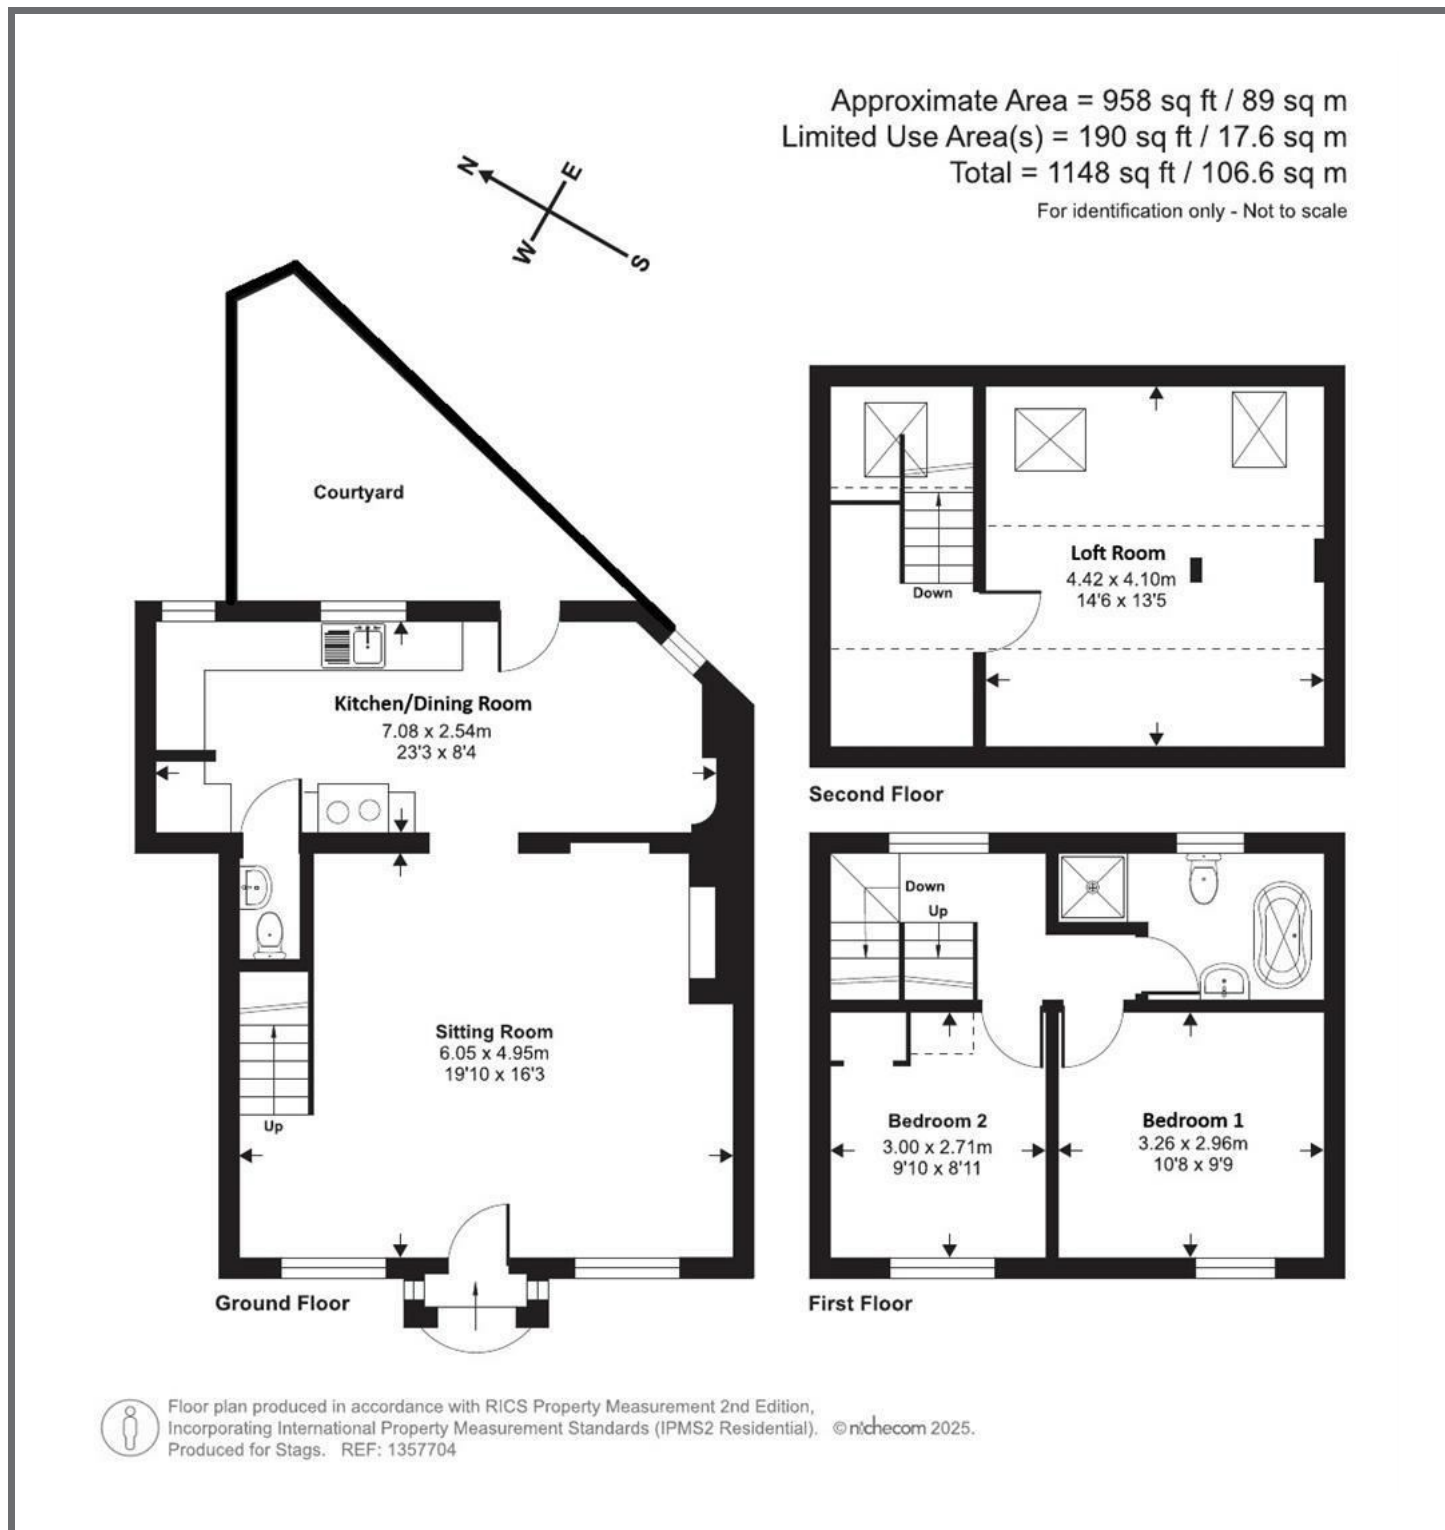 Approximate Area = 958 sq ft / 89 sq m
Limited Use Area(s) = 190 sq ft / 17.6 sq m
Total = 1148 sq ft / 106.6 sq m
For identification only - Not to scale
N
E
W
S
Courtyard
Kitchen/Dining Room
7.08 x 2.54m
23'3 x 8'4
Sitting Room
6.05 x 4.95m
19'10 x 16'3
Up
Ground Floor
Down
Loft Room
4.42 x 4.10m
14'6 x 13'5
Second Floor
Down
Up
Bedroom 2
3.00 x 2.71m
9'10 x 8'11
Bedroom 1
3.26 x 2.96m
10'8 x 9'9
First Floor
Floor plan produced in accordance with RICS Property Measurement 2nd Edition,
Incorporating International Property Measurement Standards (IPMS2 Residential). © nichecom 2025.
Produced for Stags. REF: 1357704